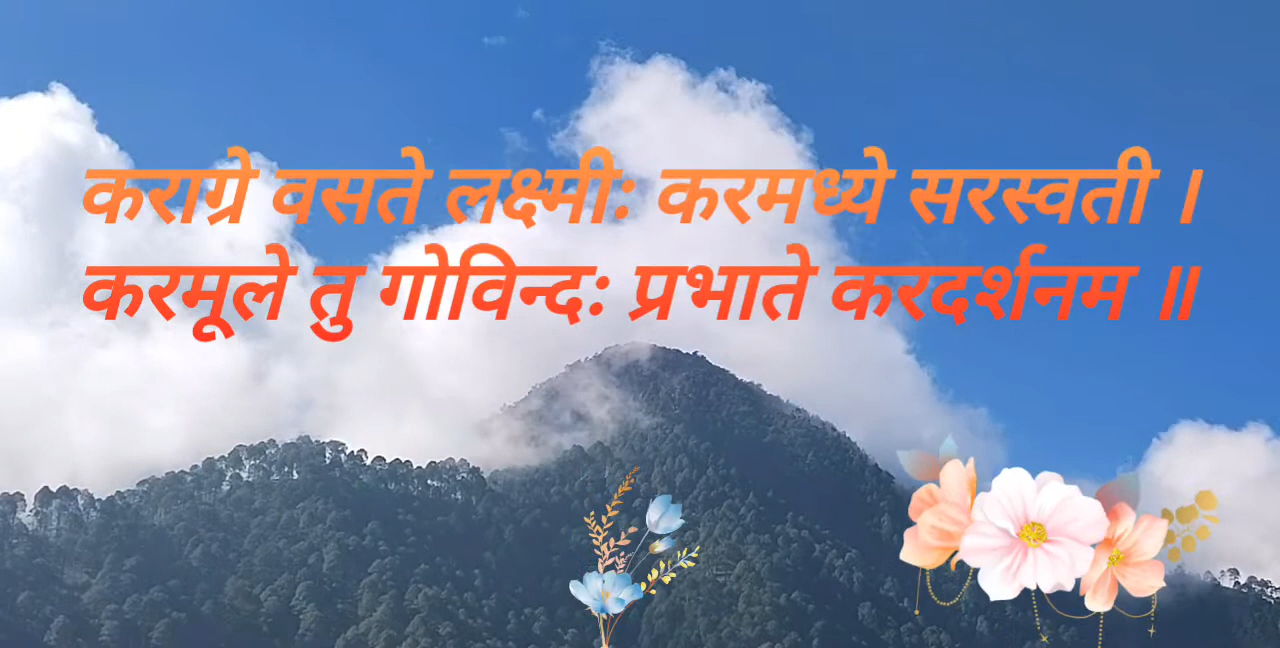 कराग्रे वसते लक्ष्मीः करमध्ये सरस्वती ।
करमूले तु गोविन्दः प्रभाते करदर्शनम ॥